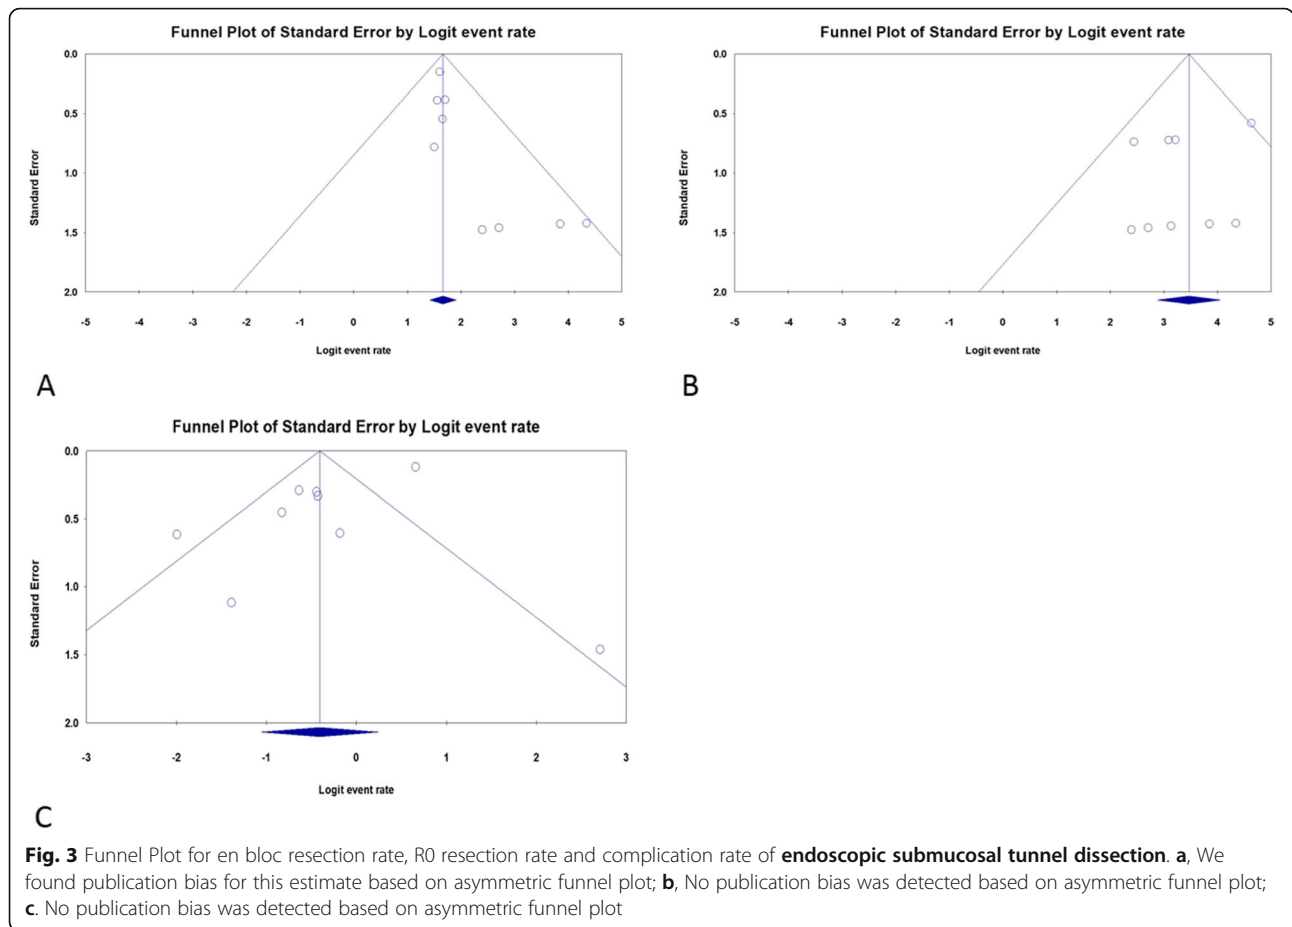 Funnel Plot of Standard Error by Logit event rate
0.0
0.5
1.0
1.5
2.0
Standard Error
-5 -4 -3 -2 -1 0 1 2 3 4 5
Logit event rate
A
Funnel Plot of Standard Error by Logit event rate
0.0
0.5
1.0
1.5
2.0
Standard Error
-5 -4 -3 -2 -1 0 1 2 3 4 5
Logit event rate
B
Funnel Plot of Standard Error by Logit event rate
0.0
0.5
1.0
1.5
2.0
Standard Error
-3 -2 -1 0 1 2 3
Logit event rate
C
Fig. 3 Funnel Plot for en bloc resection rate, R0 resection rate and complication rate of endoscopic submucosal tunnel dissection. a, We
found publication bias for this estimate based on asymmetric funnel plot; b, No publication bias was detected based on asymmetric funnel plot;
c. No publication bias was detected based on asymmetric funnel plot